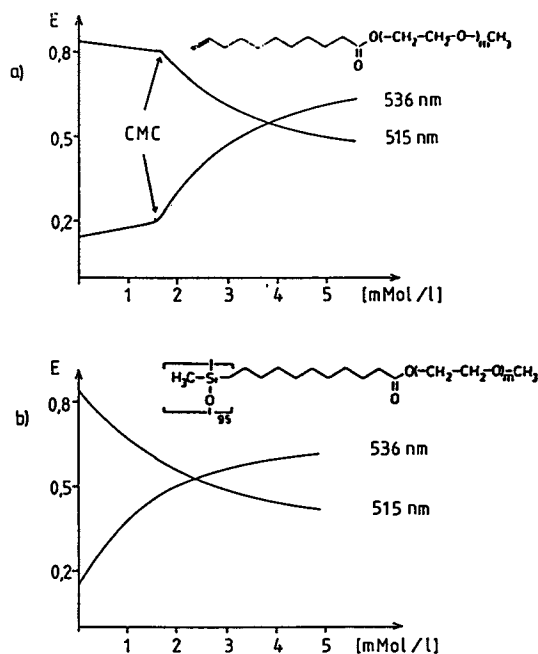 E
a)
0,8
0,5
0,2
CMC
O(-CH₂-CH₂-O-)ₘCH₃
O
536 nm
515 nm
1 2 3 4 5 [mMol/l]
E
b)
0,8
0,5
0,2
H₃C-Si
O
95
O(-CH₂-CH₂-O)ₘ-CH₃
O
536 nm
515 nm
1 2 3 4 5 [mMol/l]